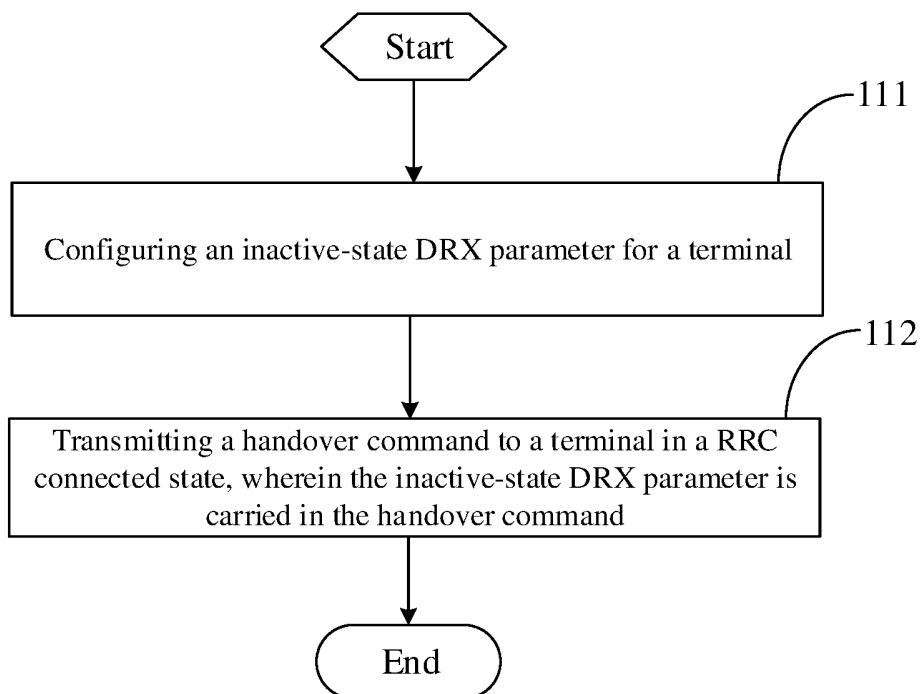 Start
111
Configuring an inactive-state DRX parameter for a terminal
112
Transmitting a handover command to a terminal in a RRC
connected state, wherein the inactive-state DRX parameter is
carried in the handover command
End